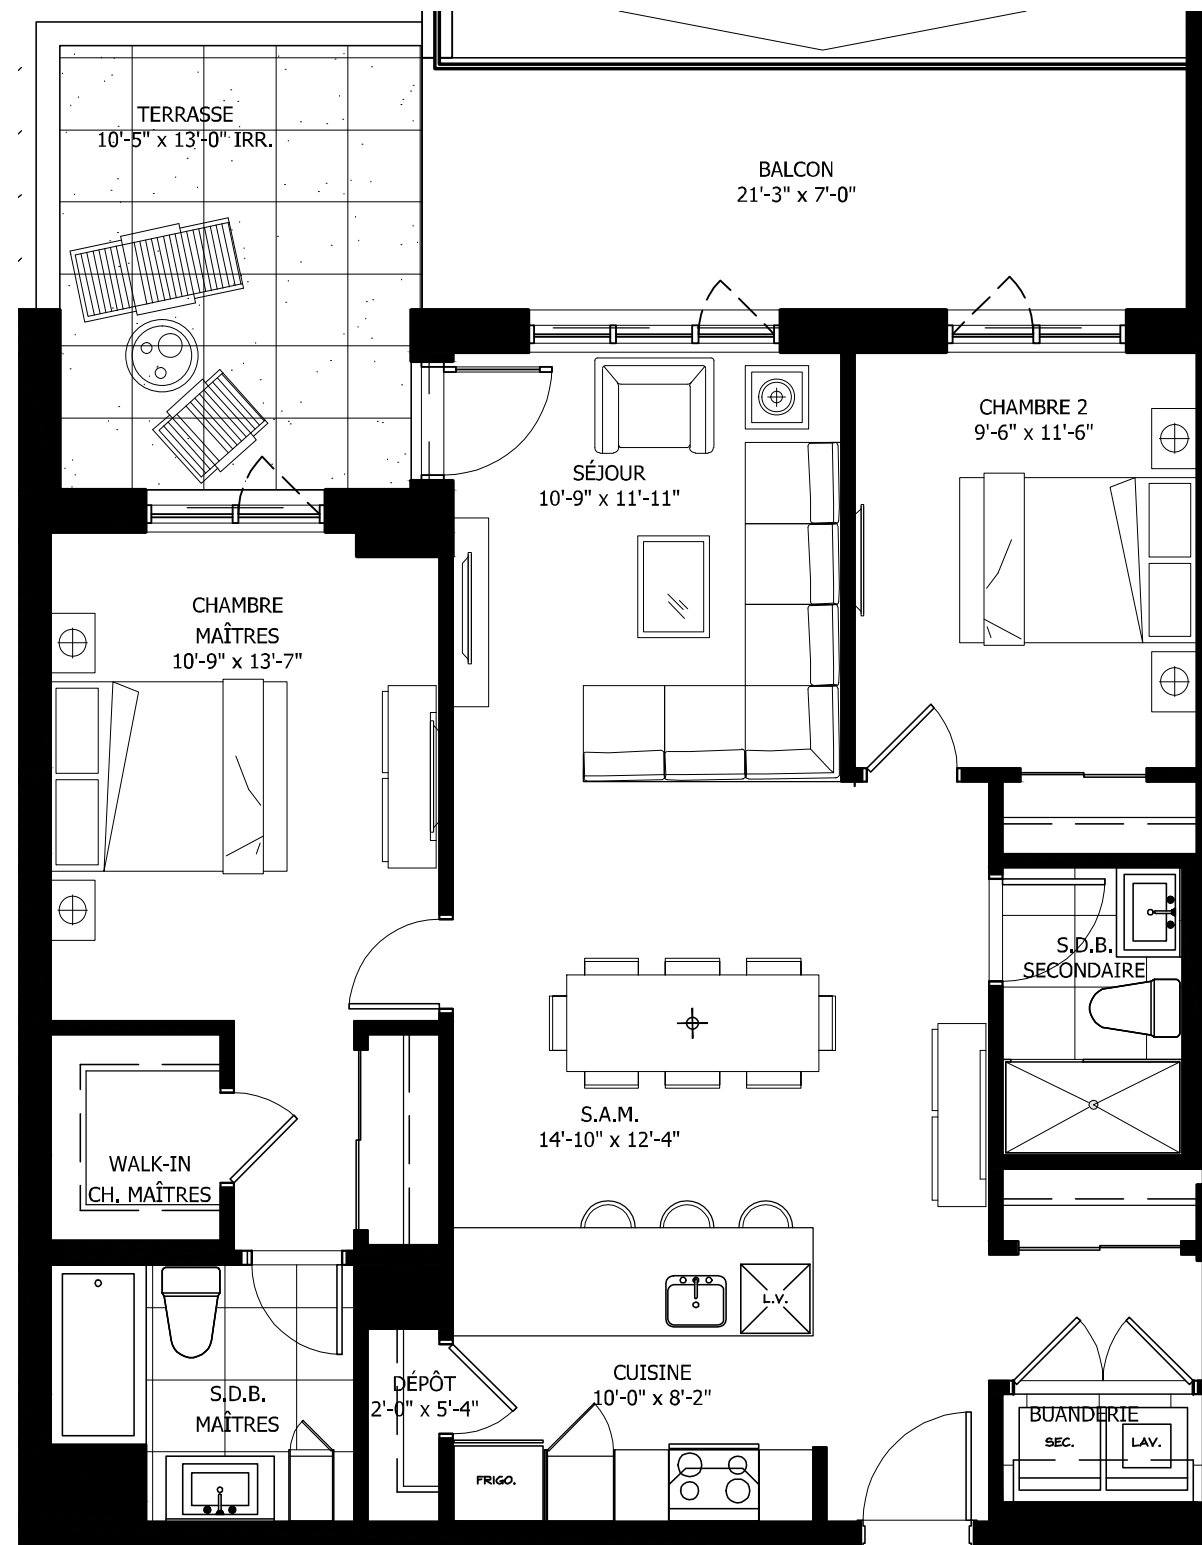 TERRASSE
10'-5" x 13'-0" IRR.
BALCON
21'-3" x 7'-0"
CHAMBRE 2
9'-6" x 11'-6"
SÉJOUR
10'-9" x 11'-11"
CHAMBRE
MAÎTRES
10'-9" x 13'-7"
S.D.B.
SECONDAIRE
S.A.M.
14'-10" x 12'-4"
WALK-IN
CH. MAÎTRES
L.V.
CUISINE
10'-0" x 8'-2"
DÉPÔT
2'-0" x 5'-4"
S.D.B.
MAÎTRES
BUANDERIE
SEC.
LAV.
FRIGO.